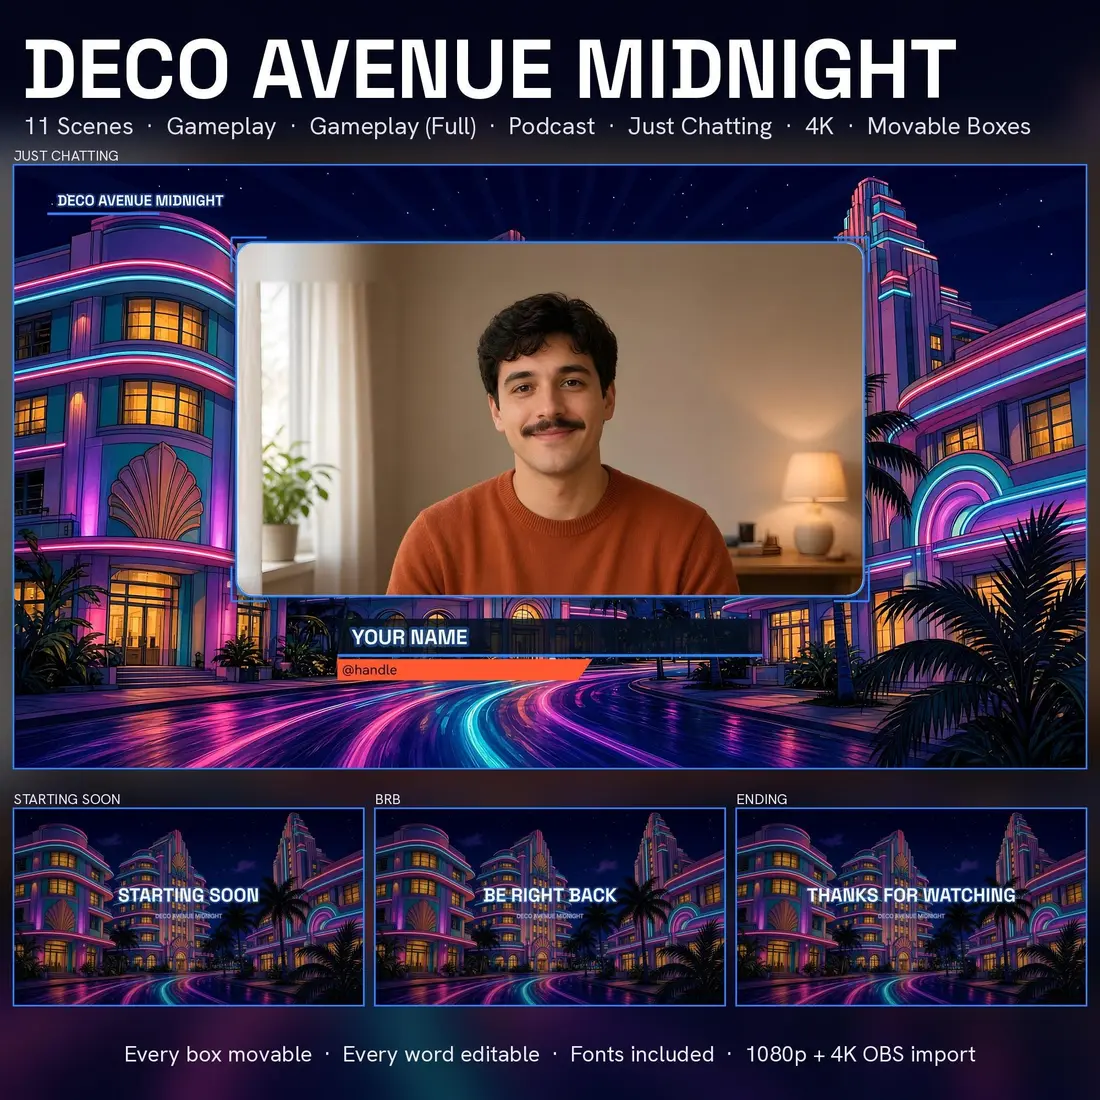 DECO AVENUE MIDNIGHT
11 Scenes · Gameplay · Gameplay (Full) · Podcast · Just Chatting · 4K · Movable Boxes
JUST CHATTING
DECO AVENUE MIDNIGHT
YOUR NAME
@handle
STARTING SOON
BRB
ENDING
STARTING SOON
DECO AVENUE MIDNIGHT
BE RIGHT BACK
DECO AVENUE MIDNIGHT
THANKS FOR WATCHING
DECO AVENUE MIDNIGHT
Every box movable · Every word editable · Fonts included · 1080p + 4K OBS import